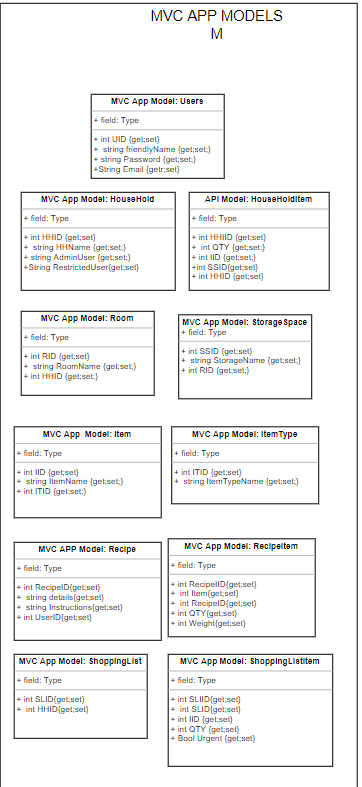 MVC APP MODELS
M
MVC App Model: Users
+ field: Type
+ int UID {get;set}
+ string friendlyName {get;set;}
+ string Password {get;set;}
+String Email {getr;set}
MVC App Model: HouseHold
+ field: Type
+ int HHID {get;set}
+ string HHName {get;set;}
+ string AdminUser {get;set;}
+String RestrictedUser{get;set}
API Model: HouseHoldItem
+ field: Type
+ int HHIID {get;set}
+ int QTY {get;set;}
+ int IID {get;set}
+int SSID{get;set}
+ int HHID {get;set}
MVC App Model: Room
+ field: Type
+ int RID {get;set}
+ string RoomName {get;set;}
+ int HHID {get;set;}
MVC App Model: StorageSpace
+ field: Type
+ int SSID {get;set}
+ string StorageName {get;set;}
+ int RID {get;set;}
MVC App Model: Item
+ field: Type
+ int IID {get;set}
+ string ItemName {get;set;}
+ int ITID {get;set;}
MVC App Model: ItemType
+ field: Type
+ int ITID {get;set}
+ string ItemTypeName {get;set;}
MVC APP Model: Recipe
+ field: Type
+ int RecipeID{get;set}
+ string details{get;set}
+ string Instructions{get;set}
+ int UserID{get;set}
MVC App Model: RecipeItem
+ field: Type
+ int RecipeIID{get;set}
+ int Item{get;set}
+ int RecipeID{get;set}
+ int QTY{get;set}
+ int Weight{get;set}
MVC App Model: ShoppingList
+ field: Type
+ int SLID{get;set}
+ int HHID{get;set}
MVC App Model: ShoppingListItem
+ field: Type
+ int SLIID{get;set}
+ int SLID{get;set}
+ int IID {get;set}
+ int QTY {get;set}
+ Bool Urgent {get;set}